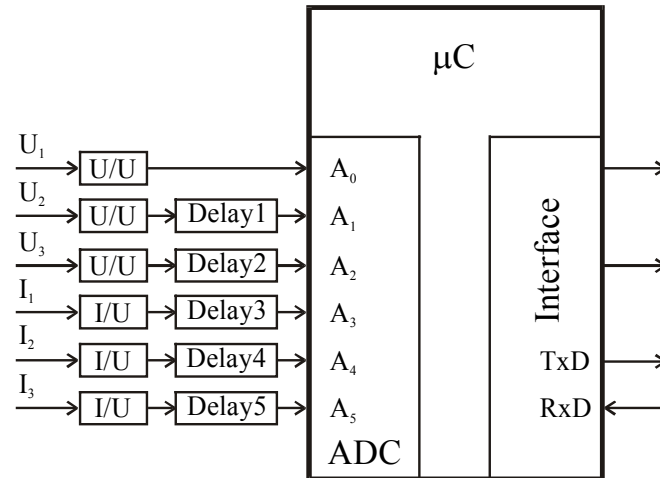 μC
U₁ U/U A₀
U₂ U/U Delay1 A₁
U₃ U/U Delay2 A₂
I₁ I/U Delay3 A₃
I₂ I/U Delay4 A₄ TxD
I₃ I/U Delay5 A₅ RxD
ADC
Interface